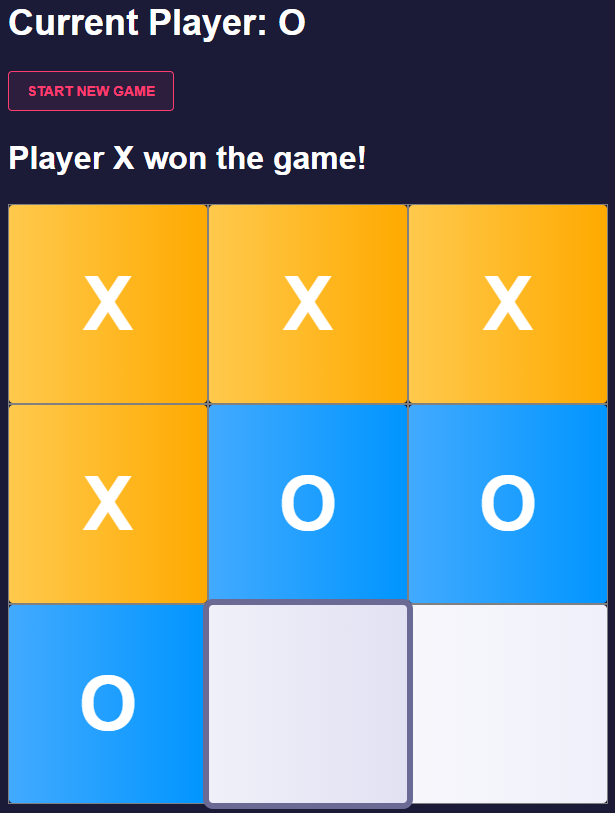 Current Player: O
START NEW GAME
Player X won the game!
X X X
X O O
O